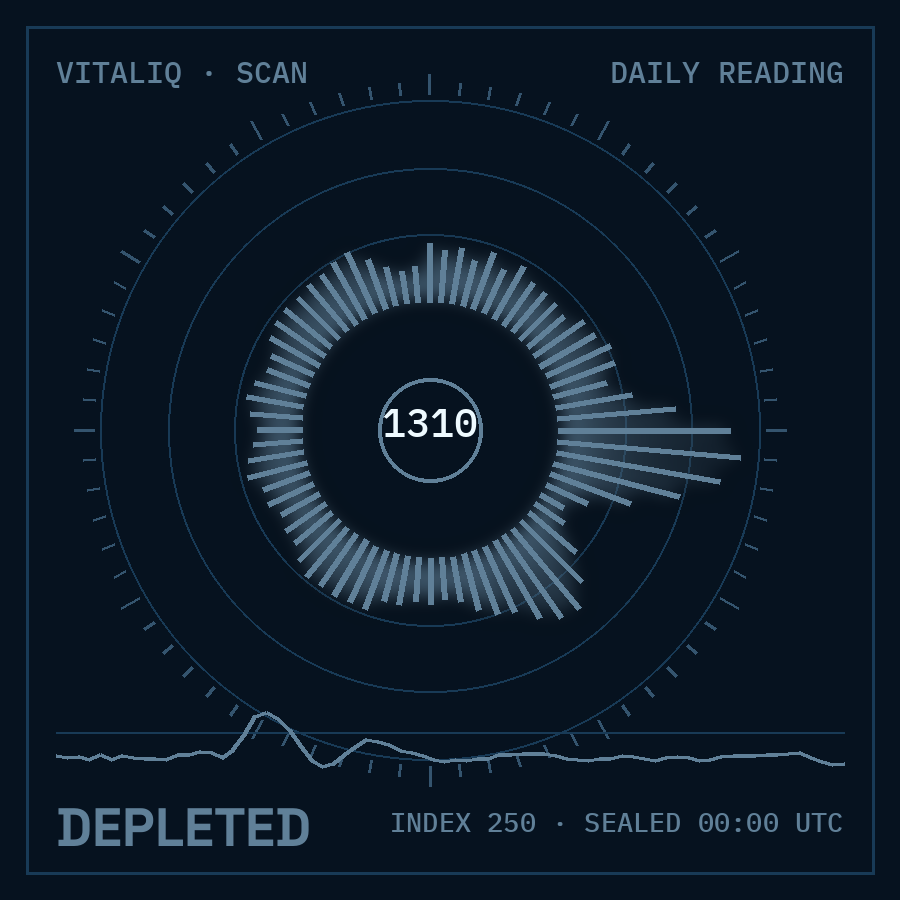 VITALIQ · SCAN
DAILY READING
1310
DEPLETED
INDEX 250 · SEALED 00:00 UTC